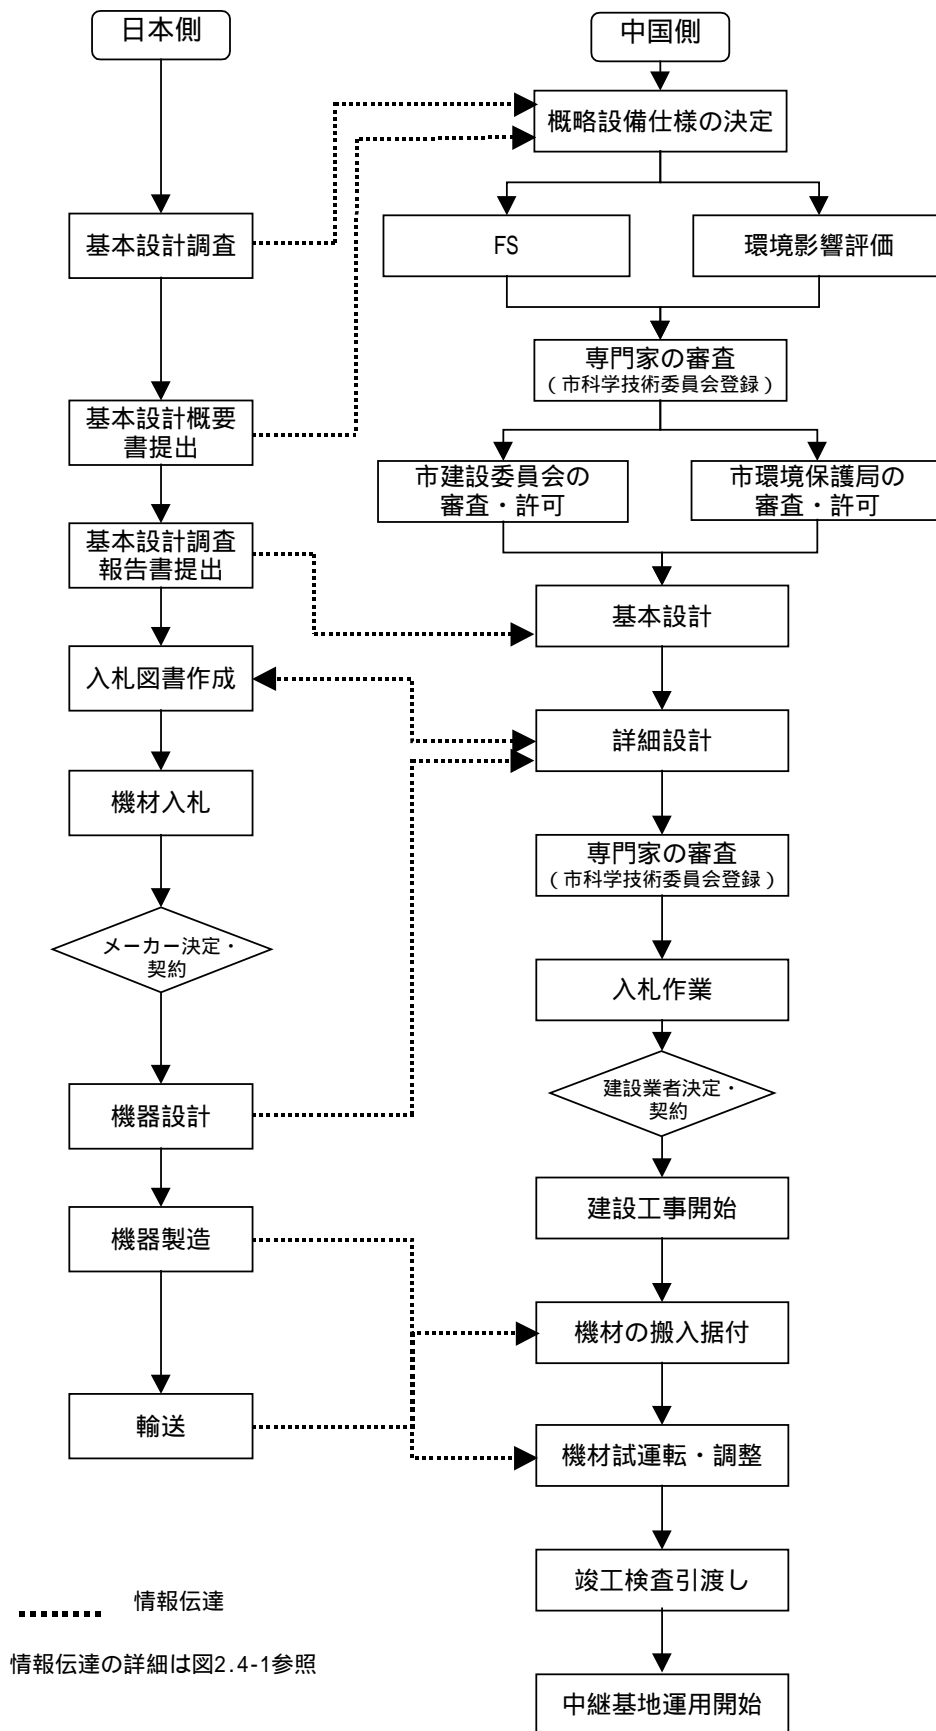 日本側
基本設計調査
基本設計概要
書提出
基本設計調査
報告書提出
入札図書作成
機材入札
メーカー決定・
契約
機器設計
機器製造
輸送
中国側
概略設備仕様の決定
FS
環境影響評価
専門家の審査
（市科学技術委員会登録）
市建設委員会の
審査・許可
市環境保護局の
審査・許可
基本設計
詳細設計
専門家の審査
（市科学技術委員会登録）
入札作業
建設業者決定・
契約
建設工事開始
機材の搬入据付
機材試運転・調整
竣工検査引渡し
中継基地運用開始
情報伝達
情報伝達の詳細は図2.4-1参照